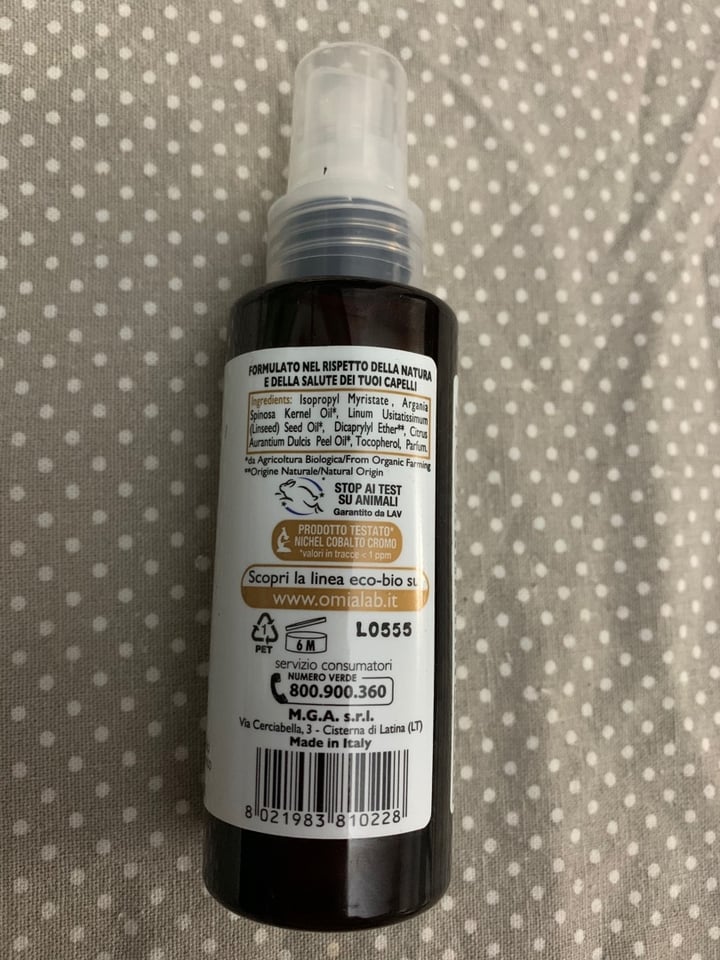 FORMULATO NEL RISPETTO DELLA NATURA
E DELLA SALUTE DEI TUOI CAPELLI
Ingredients: Isopropyl Myristate, Argania
Spinosa Kernel Oil*, Linum Usitatissimum
(Linseed) Seed Oil*, Dicaprylyl Ether**, Citrus
Aurantium Dulcis Peel Oil*, Tocopherol, Parfum.
*da Agricoltura Biologica/From Organic Farming
**Origine Naturale/Natural Origin
STOP AI TEST
SU ANIMALI
Garantito da LAV
PRODOTTO TESTATO*
NICHEL COBALTO CROMO
*valori in tracce < 1 ppm
Scopri la linea eco-bio su
www.omialab.it
1
PET
6 M
L0555
servizio consumatori
NUMERO VERDE
800.900.360
M.G.A. s.r.l.
Via Cerciabella, 3 - Cisterna di Latina (LT)
Made in Italy
8 021983 810228